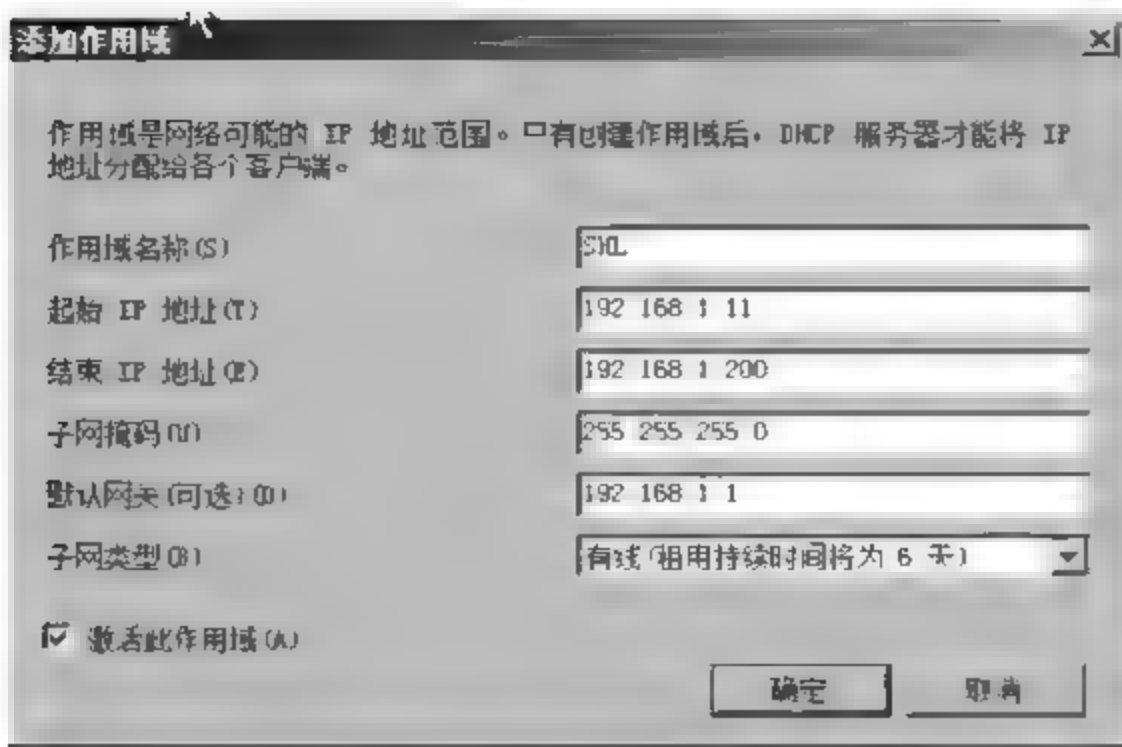 添加作用域
作用域是网络可能的 IP 地址范围。只有创建作用域后，DHCP 服务器才能将 IP
地址分配给各个客户端。
作用域名称(S)
起始 IP 地址(T) 192 168 1 11
结束 IP 地址(E) 192 168 1 200
子网掩码(U) 255 255 255 0
默认网关(可选) 192 168 1 1
子网类型(B) 有线(租用持续时间将为 6 天)
激活此作用域(A)
确定 取消